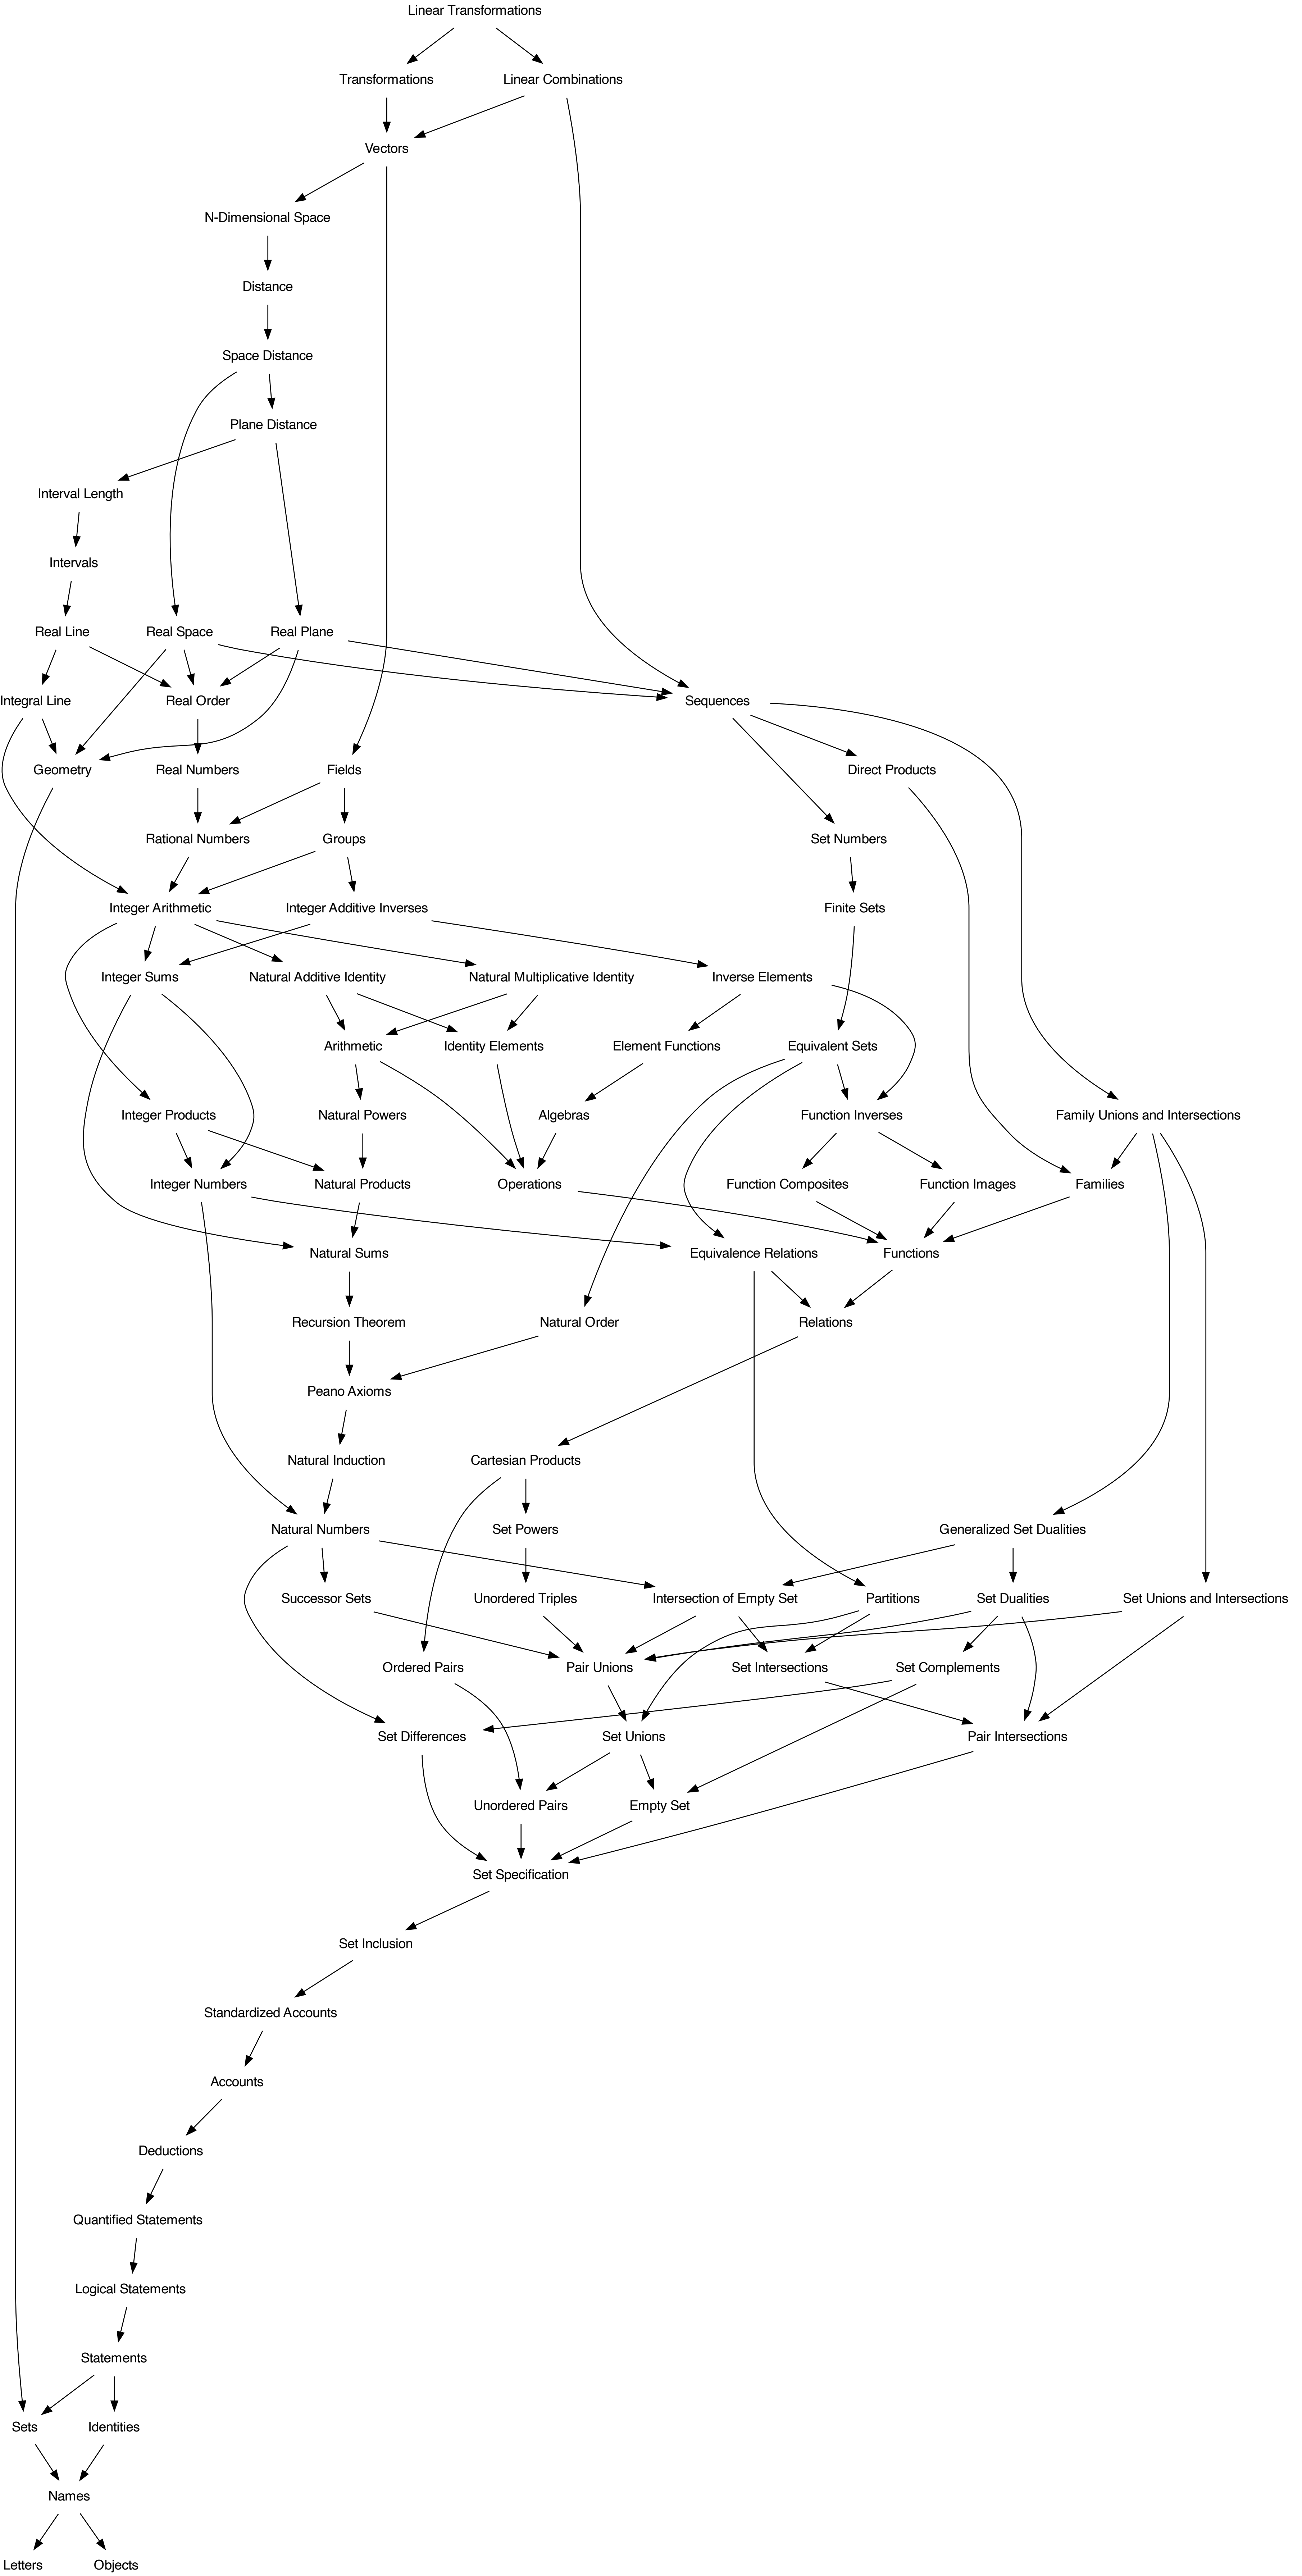 Linear Transformations
Transformations
Linear Combinations
Vectors
N-Dimensional Space
Distance
Space Distance
Plane Distance
Interval Length
Intervals
Real Line
Real Space
Real Plane
Integral Line
Real Order
Sequences
Geometry
Real Numbers
Fields
Direct Products
Rational Numbers
Groups
Set Numbers
Integer Arithmetic
Integer Additive Inverses
Finite Sets
Integer Sums
Natural Additive Identity
Natural Multiplicative Identity
Inverse Elements
Arithmetic
Identity Elements
Element Functions
Equivalent Sets
Integer Products
Natural Powers
Algebras
Function Inverses
Family Unions and Intersections
Integer Numbers
Natural Products
Operations
Function Composites
Function Images
Families
Natural Sums
Equivalence Relations
Functions
Recursion Theorem
Natural Order
Relations
Peano Axioms
Natural Induction
Cartesian Products
Natural Numbers
Set Powers
Generalized Set Dualities
Successor Sets
Unordered Triples
Intersection of Empty Set
Partitions
Set Dualities
Set Unions and Intersections
Ordered Pairs
Pair Unions
Set Intersections
Set Complements
Set Differences
Set Unions
Pair Intersections
Unordered Pairs
Empty Set
Set Specification
Set Inclusion
Standardized Accounts
Accounts
Deductions
Quantified Statements
Logical Statements
Statements
Sets
Identities
Names
Letters
Objects